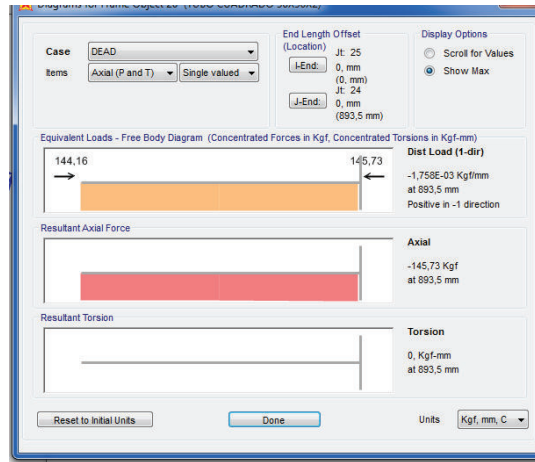 Diagrams for Frame Object 26 (TUBO CUADRADO 50X50X2)
Case
DEAD
Items
Axial (P and T)
Single valued
End Length Offset
(Location)
Jt: 25
I-End:
0, mm
(0, mm)
Jt: 24
J-End:
0, mm
(893,5 mm)
Display Options
Scroll for Values
Show Max
Equivalent Loads - Free Body Diagram (Concentrated Forces in Kgf, Concentrated Torsions in Kgf-mm)
144,16
145,73
Dist Load (1-dir)
-1,758E-03 Kgf/mm
at 893,5 mm
Positive in -1 direction
Resultant Axial Force
Axial
-145,73 Kgf
at 893,5 mm
Resultant Torsion
Torsion
0, Kgf-mm
at 893,5 mm
Reset to Initial Units
Done
Units
Kgf, mm, C